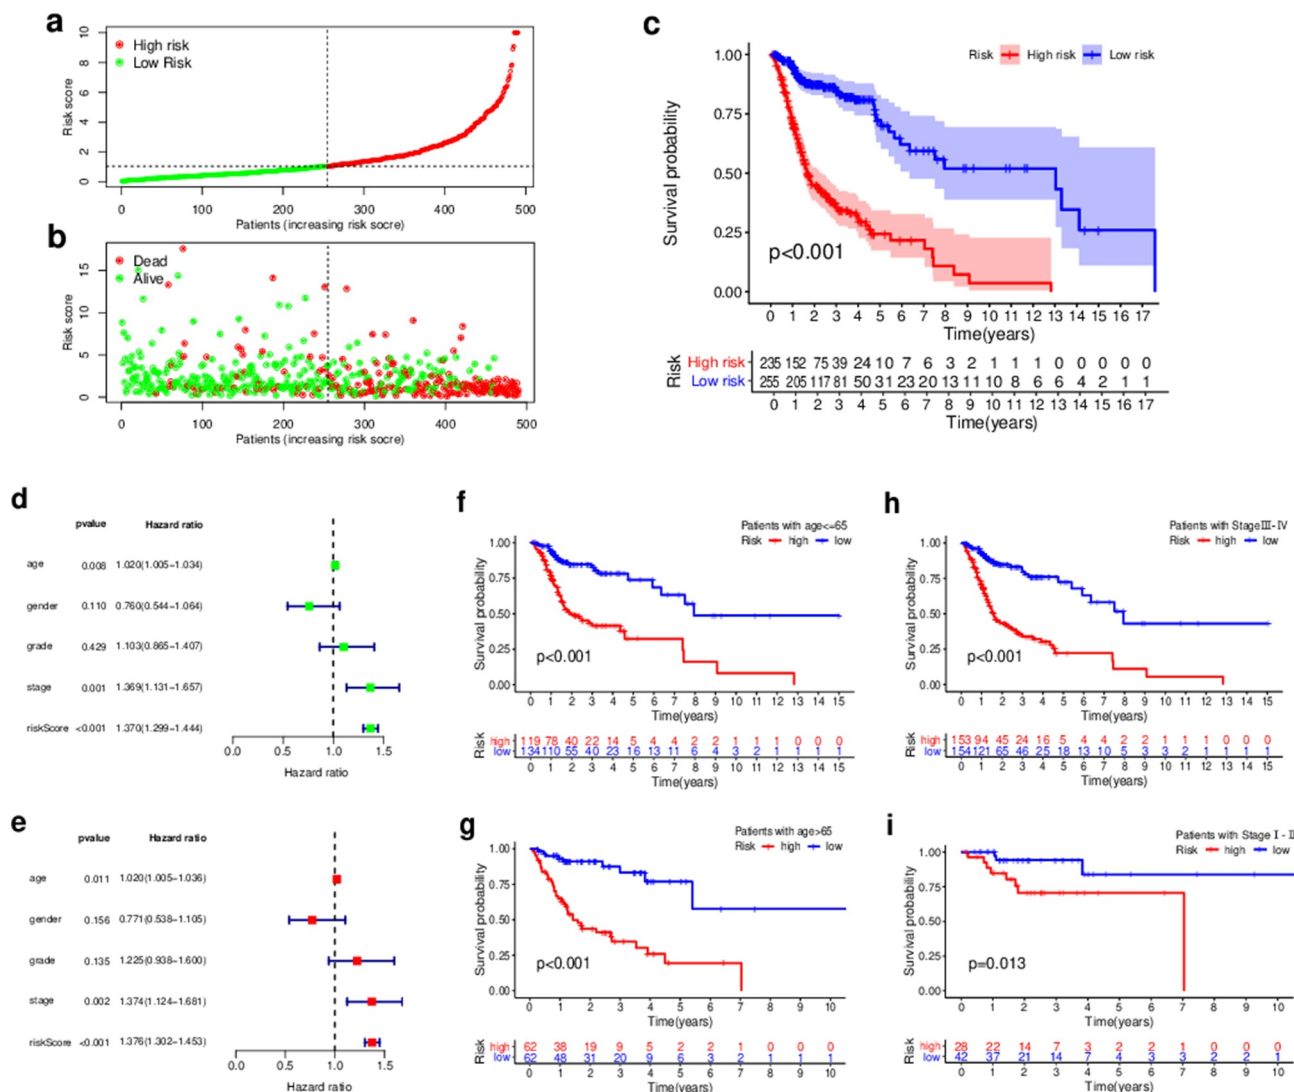 a
High risk
Low Risk
Risk score
0 2 4 6 8 10
0 100 200 300 400 500
Patients (increasing risk socre)
b
Dead
Alive
Risk score
0 5 10 15
0 100 200 300 400 500
Patients (increasing risk socre)
c
Risk High risk Low risk
Survival probability
1.00
0.75
0.50
0.25
0.00
p<0.001
0 1 2 3 4 5 6 7 8 9 10 11 12 13 14 15 16 17
Time(years)
Risk
High risk 235 152 75 39 24 10 7 6 3 2 1 1 1 0 0 0 0 0
Low risk 255 205 117 81 50 31 23 20 13 11 10 8 6 6 4 2 1 1
0 1 2 3 4 5 6 7 8 9 10 11 12 13 14 15 16 17
Time(years)
d
pvalue Hazard ratio
age 0.008 1.020(1.005−1.034)
gender 0.110 0.760(0.544−1.064)
grade 0.429 1.103(0.865−1.407)
stage 0.001 1.369(1.131−1.657)
riskScore <0.001 1.370(1.299−1.444)
0.0 0.5 1.0 1.5
Hazard ratio
e
pvalue Hazard ratio
age 0.011 1.020(1.005−1.036)
gender 0.156 0.771(0.538−1.105)
grade 0.135 1.225(0.938−1.600)
stage 0.002 1.374(1.124−1.681)
riskScore <0.001 1.376(1.302−1.453)
0.0 0.5 1.0 1.5
Hazard ratio
f
Patients with age<=65
Risk high low
Survival probability
1.00
0.75
0.50
0.25
0.00
p<0.001
0 1 2 3 4 5 6 7 8 9 10 11 12 13 14 15
Time(years)
Risk
high 119 78 40 22 14 5 4 4 2 2 1 1 1 0 0 0
low 134 110 55 40 23 16 13 11 6 4 3 2 1 1 1 1
0 1 2 3 4 5 6 7 8 9 10 11 12 13 14 15
Time(years)
g
Patients with age>65
Risk high low
Survival probability
1.00
0.75
0.50
0.25
0.00
p<0.001
0 1 2 3 4 5 6 7 8 9 10
Time(years)
Risk
high 62 38 19 9 5 2 2 1 0 0 0
low 62 48 31 20 9 6 3 2 1 1 1
0 1 2 3 4 5 6 7 8 9 10
Time(years)
h
Patients with StageⅢ-Ⅳ
Risk high low
Survival probability
1.00
0.75
0.50
0.25
0.00
p<0.001
0 1 2 3 4 5 6 7 8 9 10 11 12 13 14 15
Time(years)
Risk
high 153 94 45 24 16 5 4 4 2 2 1 1 1 0 0 0
low 154 121 65 46 25 18 13 10 5 3 3 2 1 1 1 1
0 1 2 3 4 5 6 7 8 9 10 11 12 13 14 15
Time(years)
i
Patients with Stage Ⅰ-Ⅱ
Risk high low
Survival probability
1.00
0.75
0.50
0.25
0.00
p=0.013
0 1 2 3 4 5 6 7 8 9 10
Time(years)
Risk
high 28 22 14 7 3 2 2 1 0 0 0
low 42 37 21 14 7 4 3 3 2 2 1
0 1 2 3 4 5 6 7 8 9 10
Time(years)